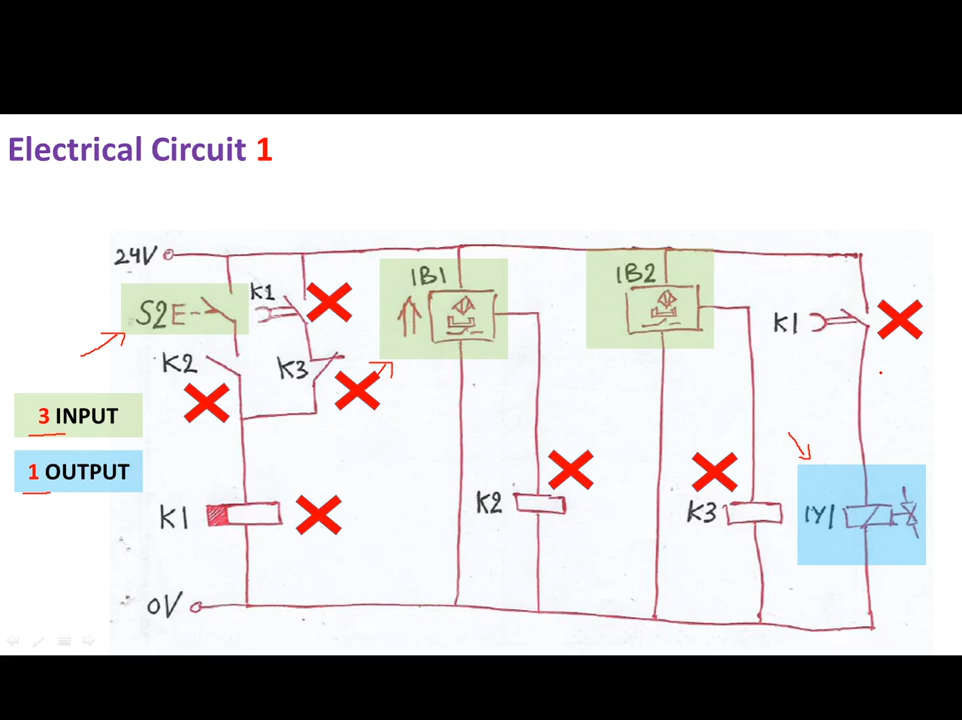 Electrical Circuit 1
24V
S2E
K1
1B1
1B2
K1
K2
K3
3 INPUT
1 OUTPUT
K1
K2
K3
1Y1
0V